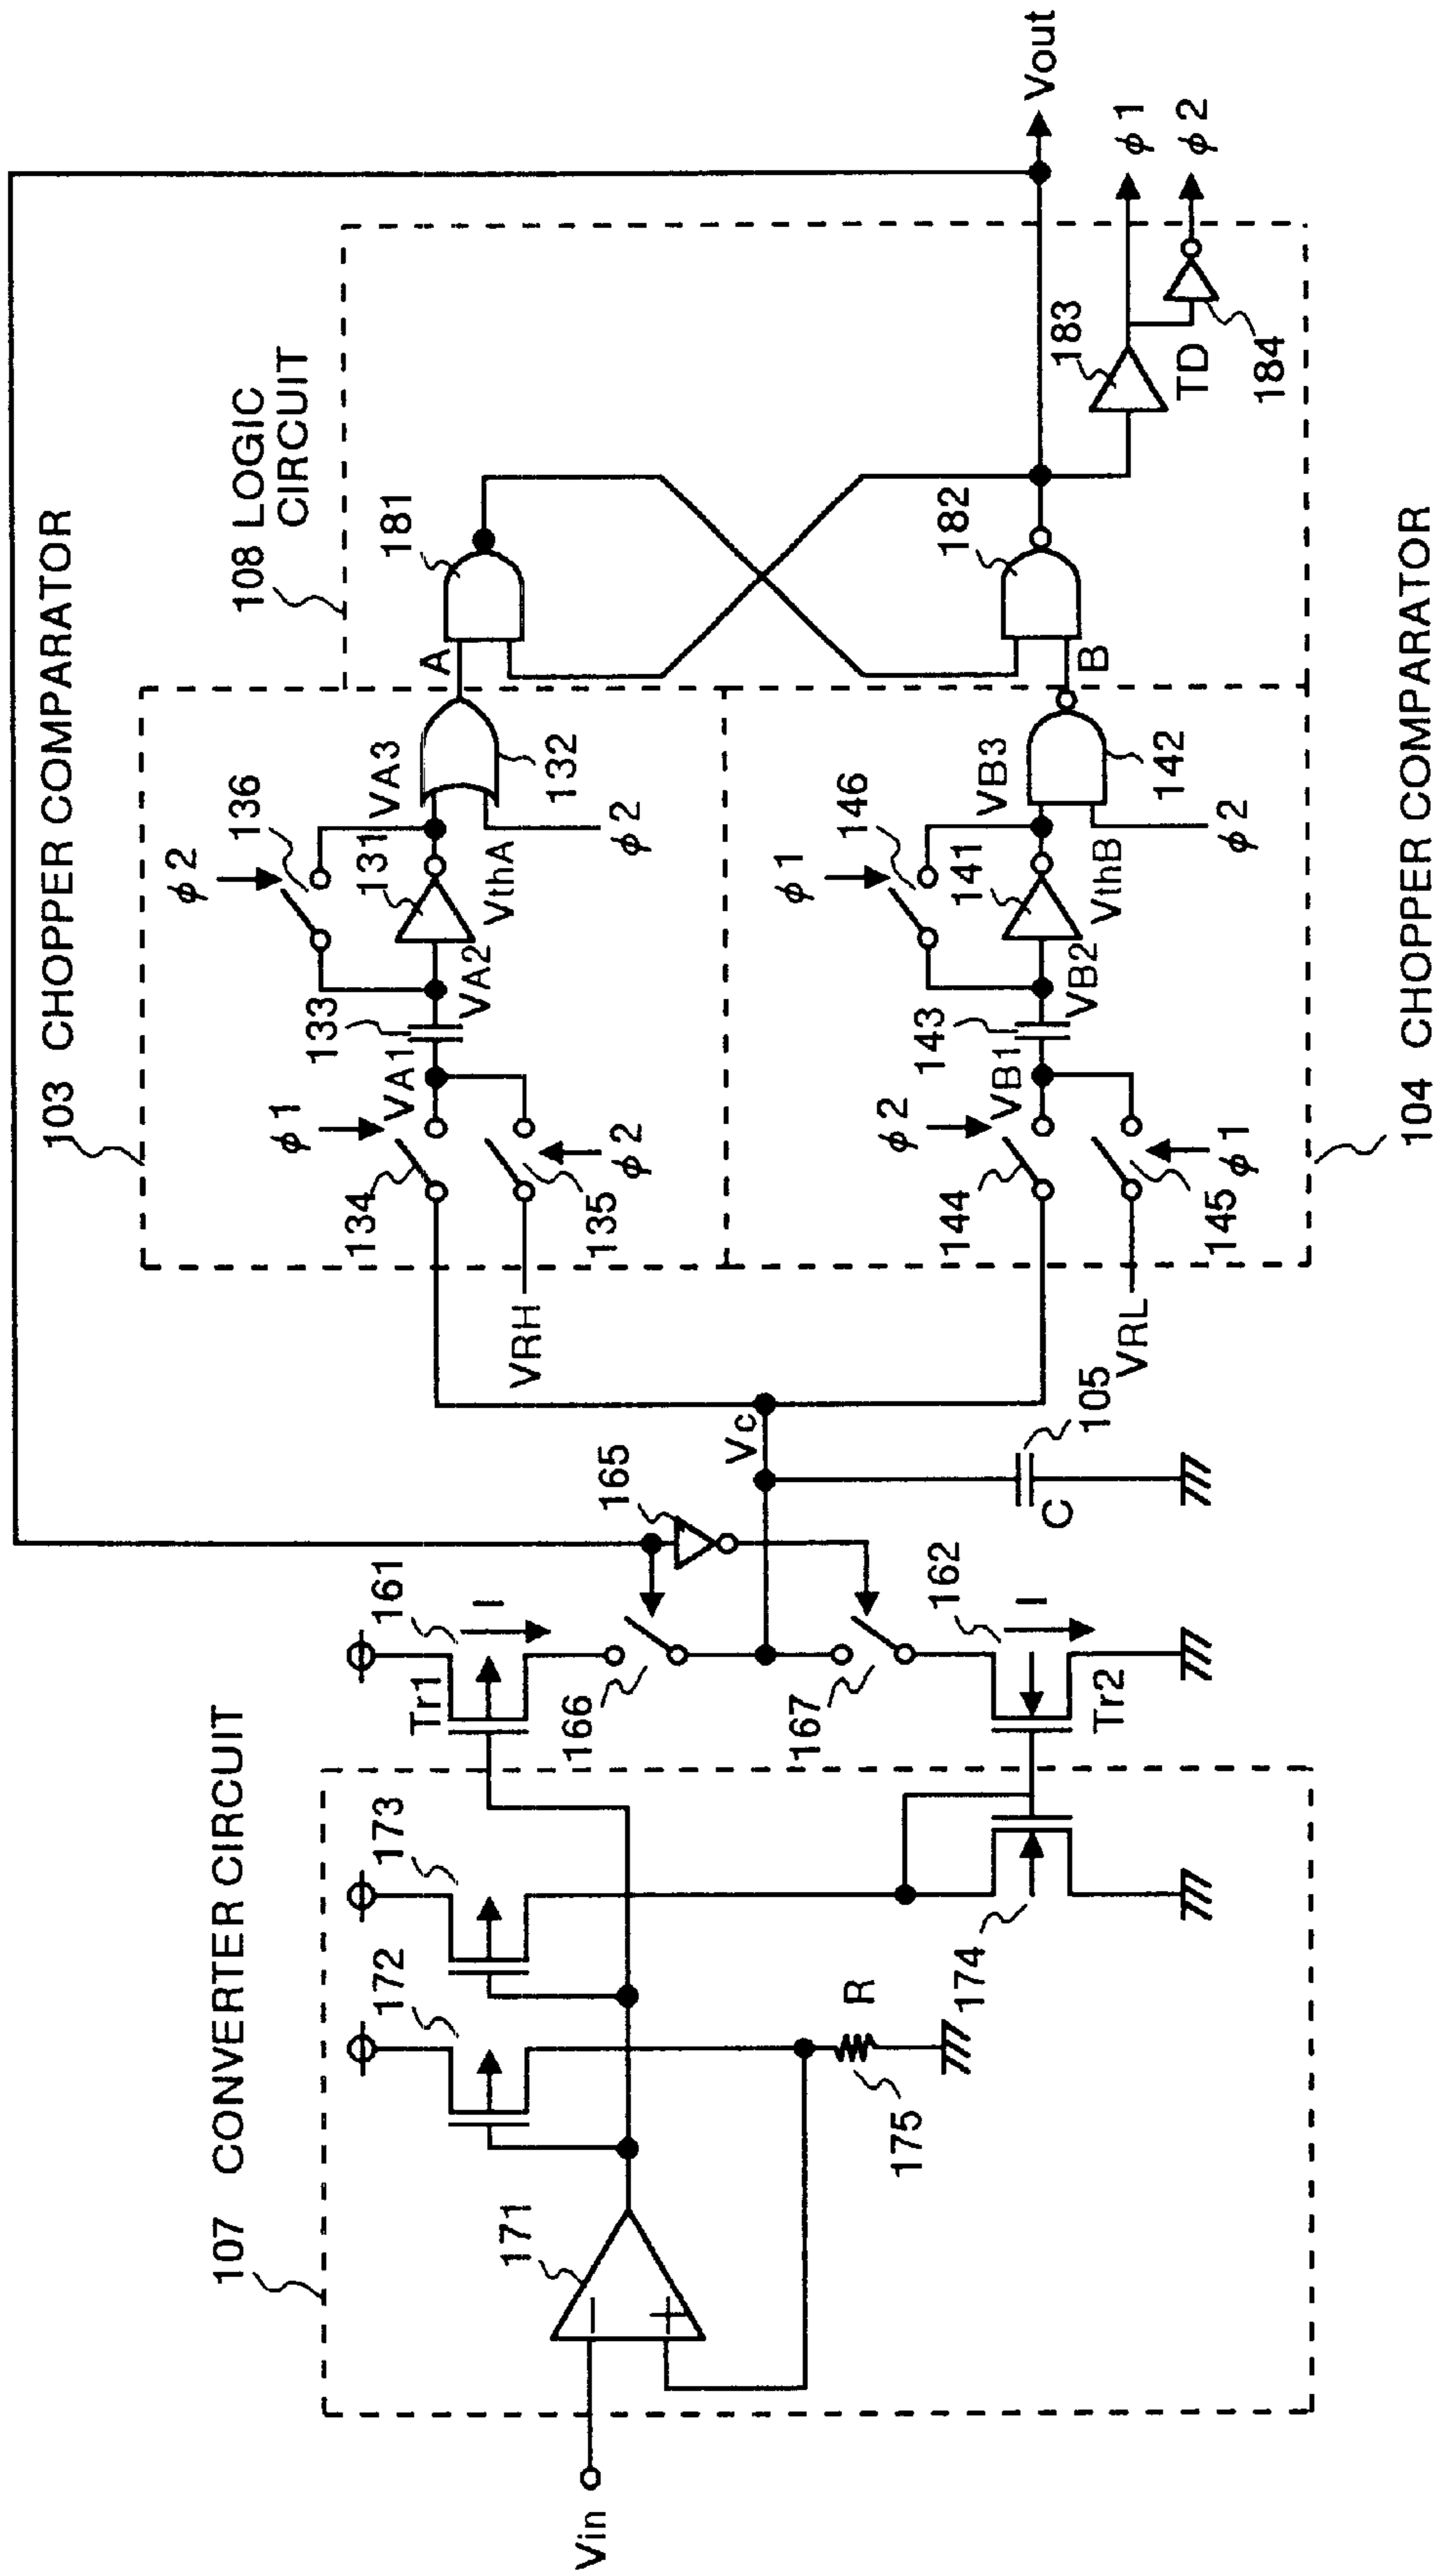 107 CONVERTER CIRCUIT
Vin
171
172
173
174
175
R
Tr1
161
I
166
165
167
162
I
Tr2
Vc
105
C
103 CHOPPER COMPARATOR
VRH
134
φ1
135
φ2
VA1
133
VA2
131
VthA
φ2
136
VA3
132
φ2
104 CHOPPER COMPARATOR
VRL
144
φ2
145
φ1
VB1
143
VB2
141
VthB
φ1
146
VB3
142
φ2
108 LOGIC
CIRCUIT
A
181
B
182
183
TD
184
Vout
φ1
φ2